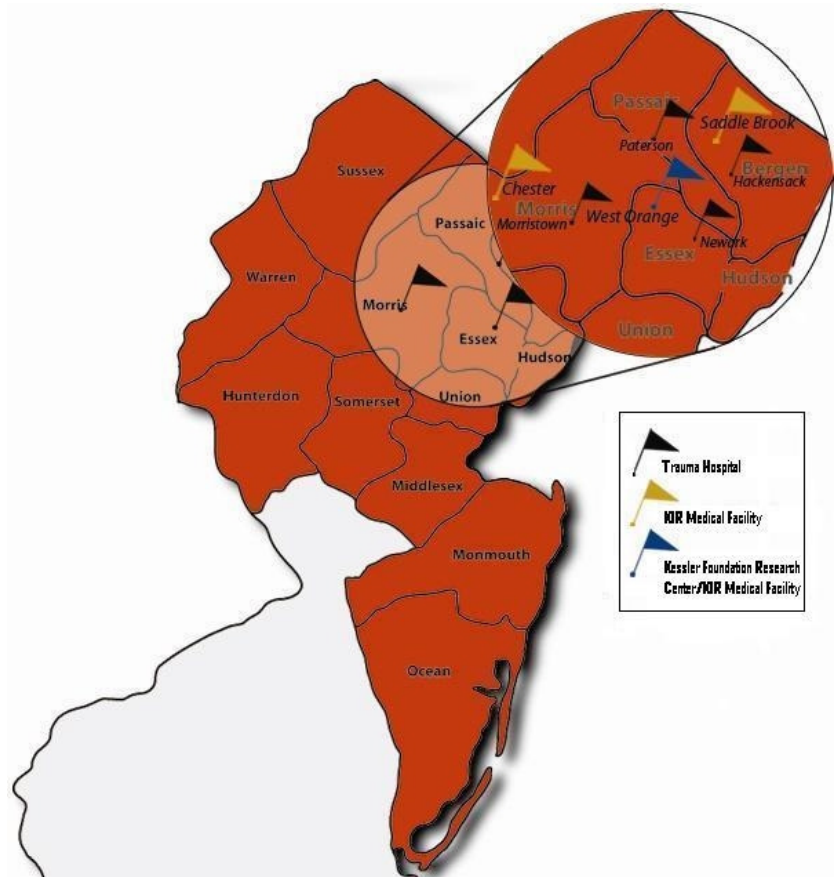 Passaic
Saddle Brook
Paterson
Bergen
Hackensack
Chester
Morris
Morristown
West Orange
Essex
Newark
Hudson
Union
Sussex
Passaic
Warren
Morris
Essex
Hudson
Hunterdon
Somerset
Union
Middlesex
Monmouth
Ocean
Trauma Hospital
KIR Medical Facility
Kessler Foundation Research
Center/KIR Medical Facility